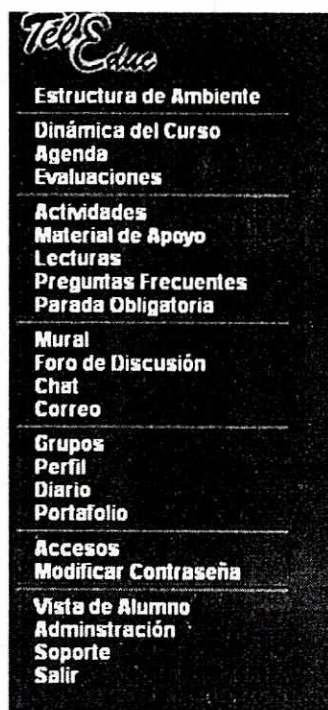 TelEduc
Estructura de Ambiente
Dinámica del Curso
Agenda
Evaluaciones
Actividades
Material de Apoyo
Lecturas
Preguntas Frecuentes
Parada Obligatoria
Mural
Foro de Discusión
Chat
Correo
Grupos
Perfil
Diario
Portafolio
Accesos
Modificar Contraseña
Vista de Alumno
Adminstración
Soporte
Salir